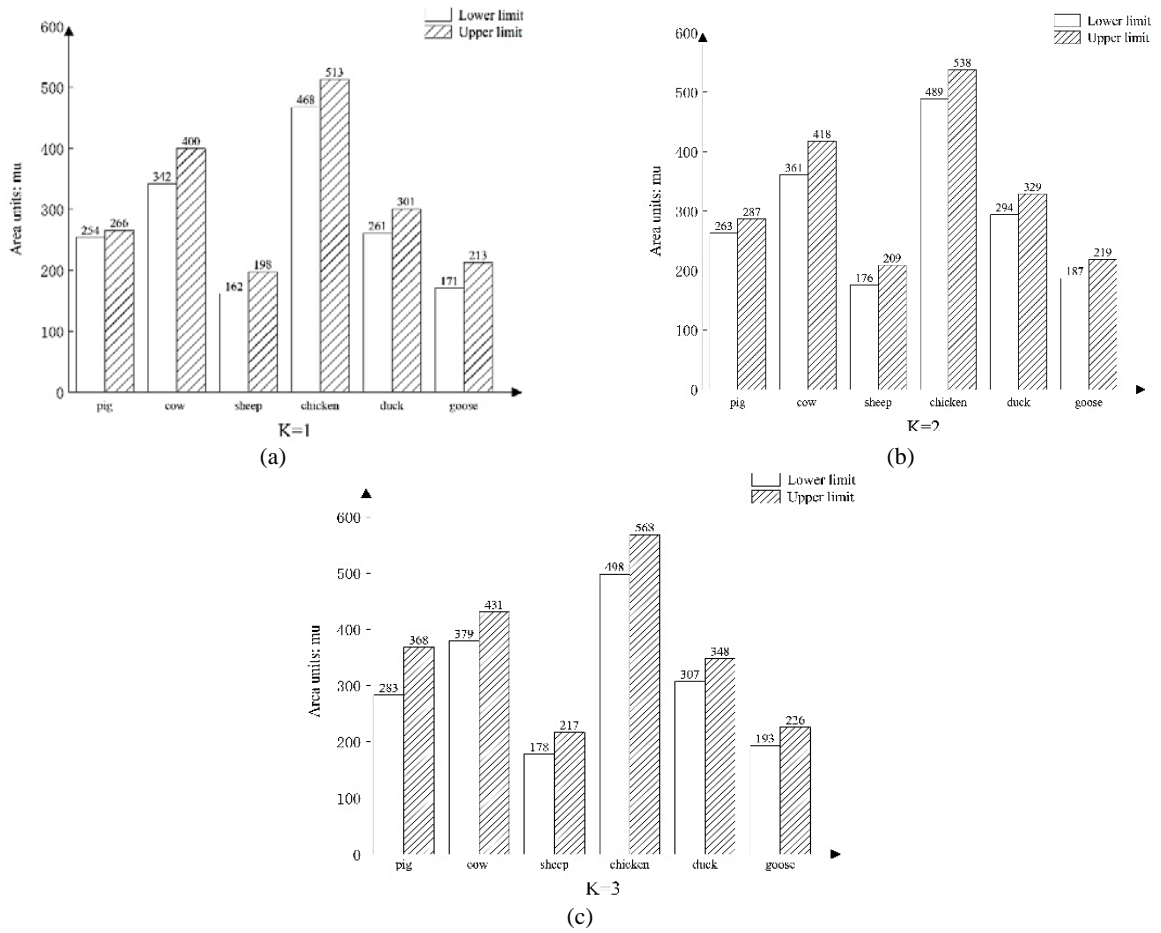 Lower limit
Upper limit
600
500
400
300
200
100
0
Area units: mu
254 266 342 400 162 198 468 513 261 301 171 213
pig cow sheep chicken duck goose
K=1
(a)
Lower limit
Upper limit
600
500
400
300
200
100
0
Area units: mu
263 287 361 418 176 209 489 538 294 329 187 219
pig cow sheep chicken duck goose
K=2
(b)
Lower limit
Upper limit
600
500
400
300
200
100
0
Area units: mu
283 368 379 431 178 217 498 568 307 348 193 226
pig cow sheep chicken duck goose
K=3
(c)